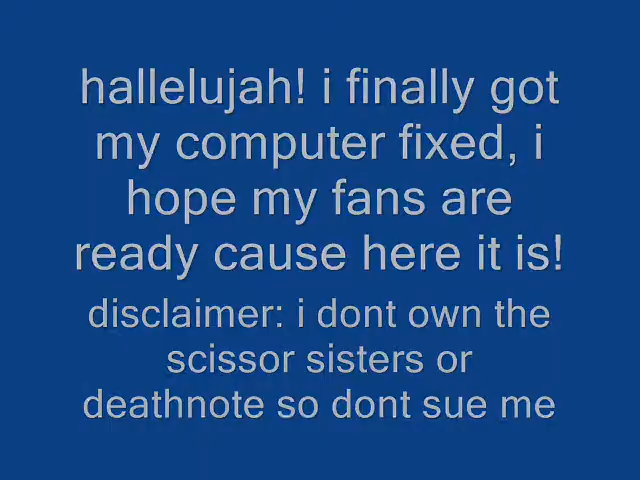 hallelujah! i finally got
my computer fixed, i
hope my fans are
ready cause here it is!
disclaimer: i dont own the
scissor sisters or
deathnote so dont sue me